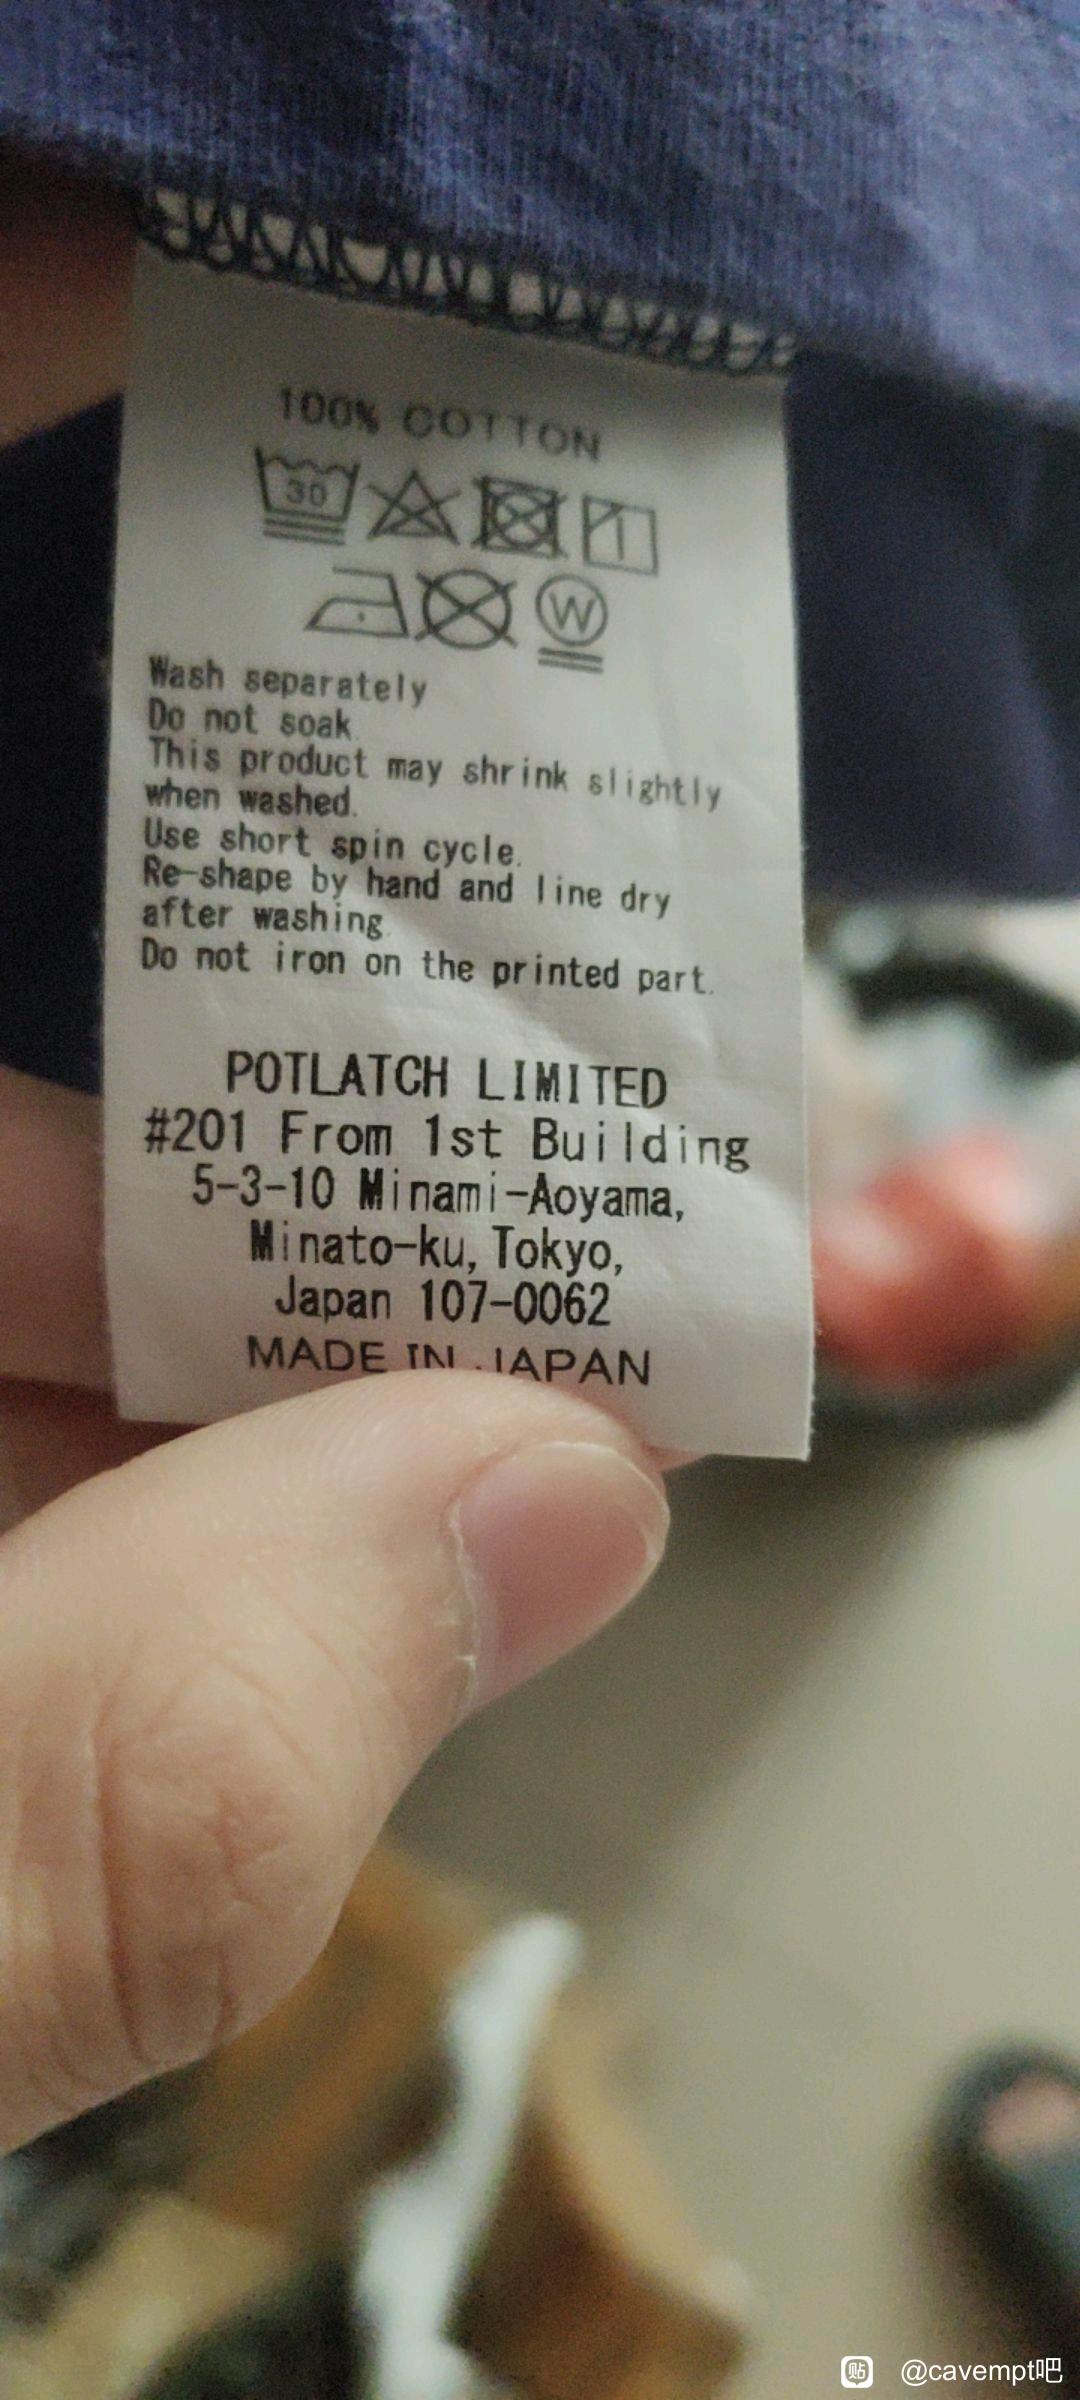 100% COTTON
30
W
Wash separately
Do not soak.
This product may shrink slightly
when washed.
Use short spin cycle.
Re-shape by hand and line dry
after washing.
Do not iron on the printed part.
POTLATCH LIMITED
#201 From 1st Building
5-3-10 Minami-Aoyama,
Minato-ku, Tokyo,
Japan 107-0062
MADE IN JAPAN
贴 @cavempt吧